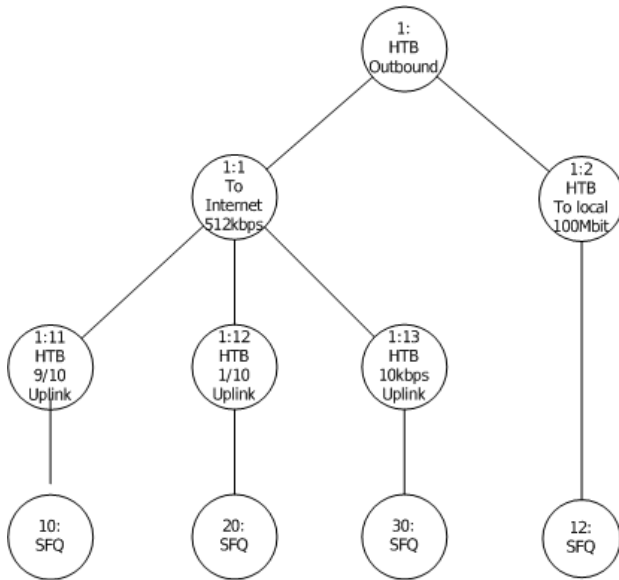 1:
HTB
Outbound
1:1
To
Internet
512kbps
1:2
HTB
To local
100Mbit
1:11
HTB
9/10
Uplink
1:12
HTB
1/10
Uplink
1:13
HTB
10kbps
Uplink
10:
SFQ
20:
SFQ
30:
SFQ
12:
SFQ